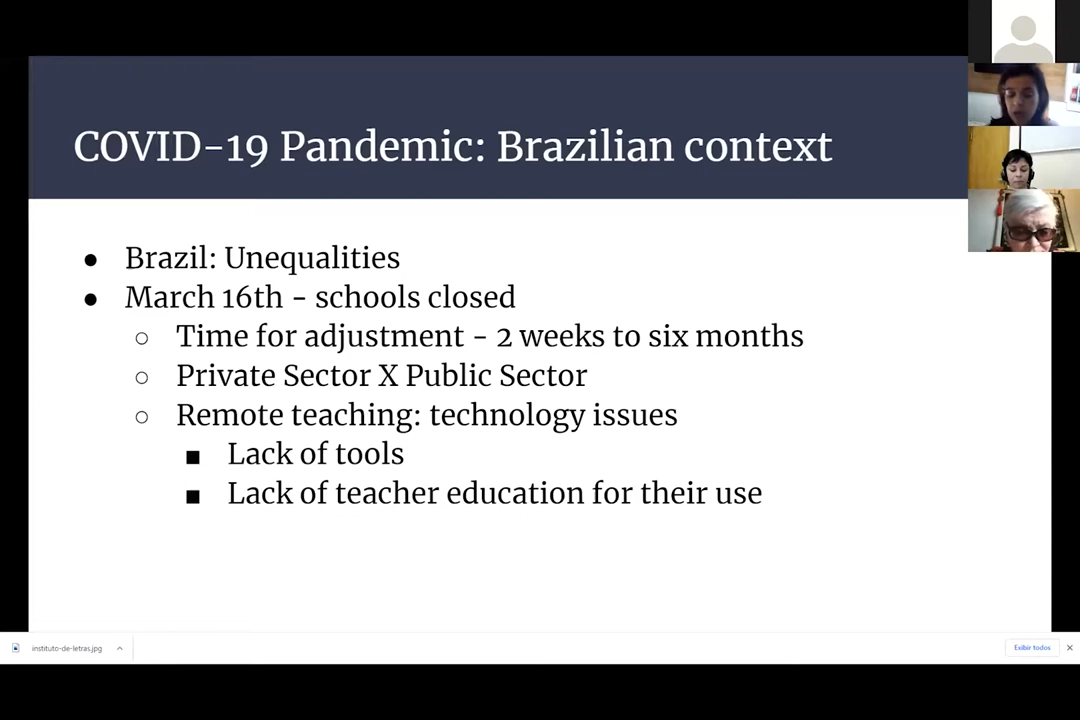 COVID-19 Pandemic: Brazilian context
● Brazil: Unequalities
● March 16th - schools closed
○ Time for adjustment - 2 weeks to six months
○ Private Sector X Public Sector
○ Remote teaching: technology issues
■ Lack of tools
■ Lack of teacher education for their use
instituto-de-letras.jpg
Exibir todos